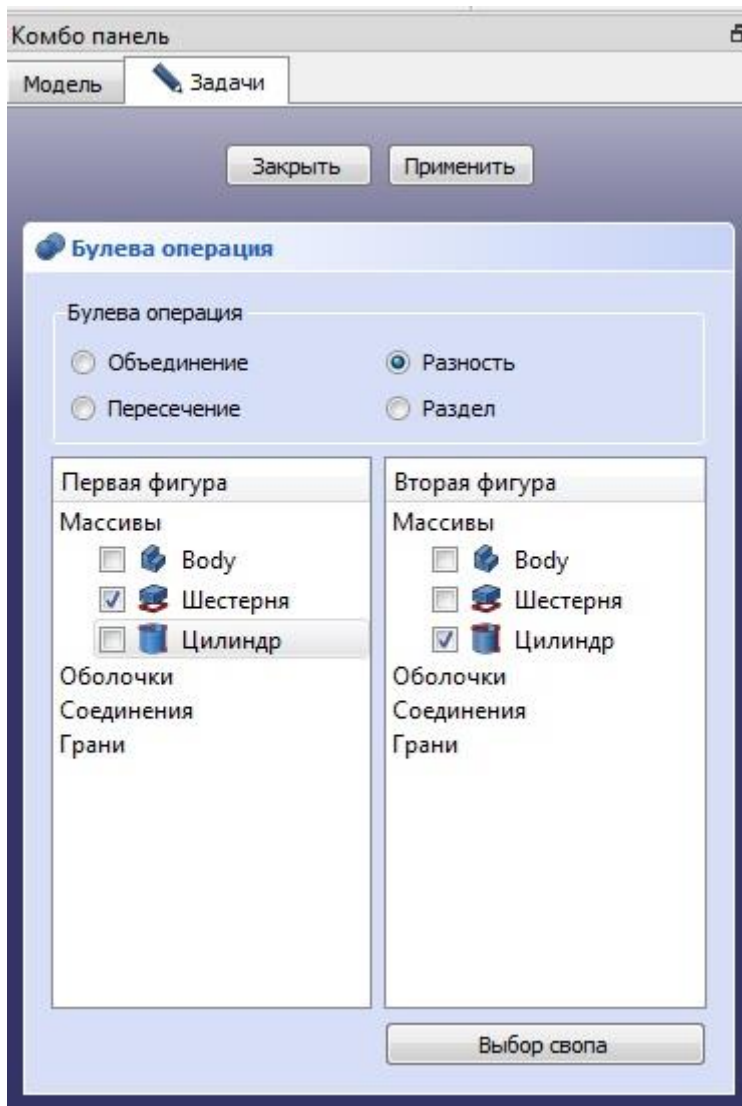 Комбо панель
Модель Задачи
Закрыть Применить
Булева операция
Булева операция
Объединение Разность
Пересечение Раздел
Первая фигура Вторая фигура
Массивы Массивы
Body Body
Шестерня Шестерня
Цилиндр Цилиндр
Оболочки Оболочки
Соединения Соединения
Грани Грани
Выбор свопа